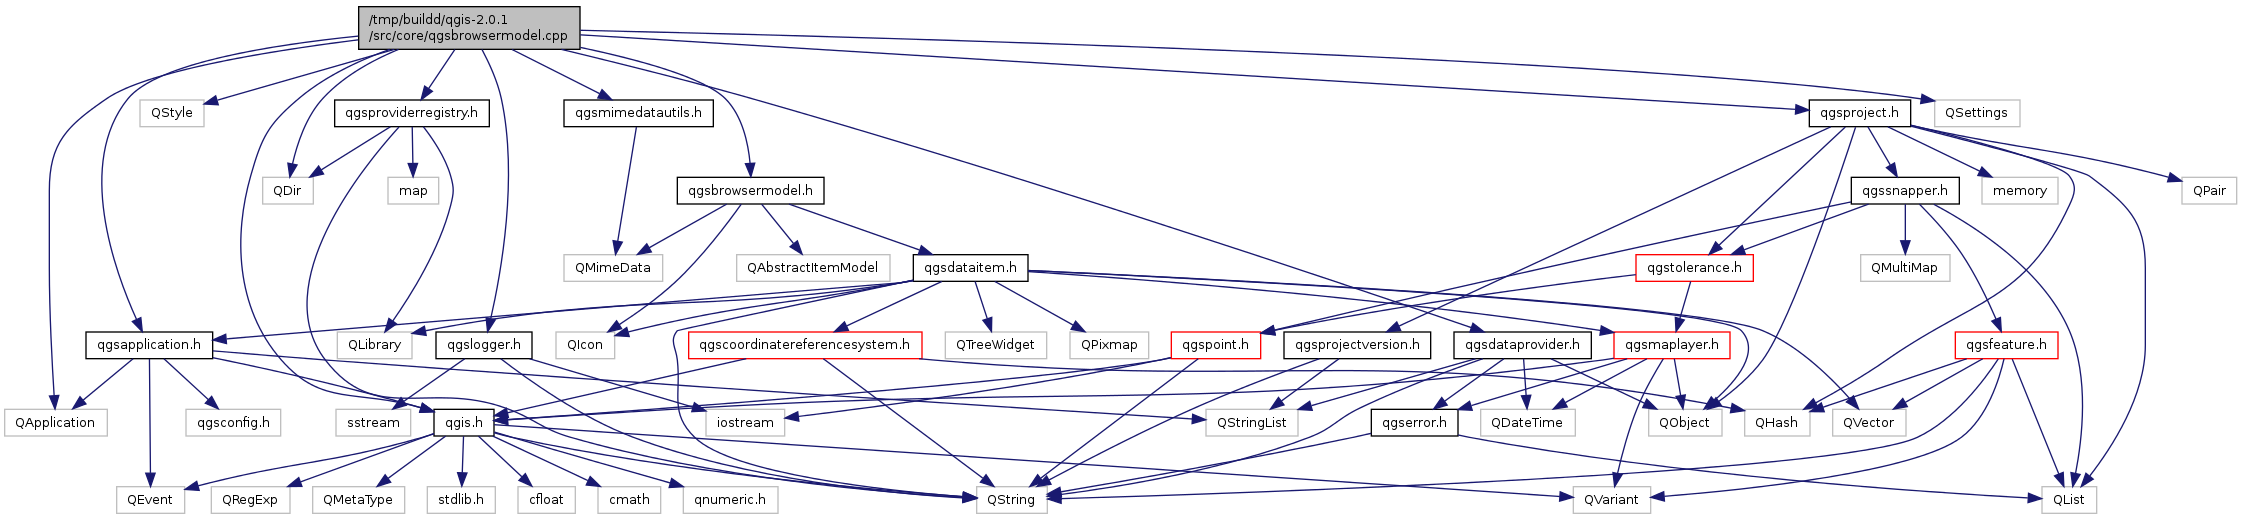 /tmp/buildd/qgis-2.0.1
/src/core/qgsbrowsermodel.cpp
QStyle
qgsproviderregistry.h
qgsmimedatautils.h
qgsproject.h
QSettings
QDir
map
qgsbrowsermodel.h
qgssnapper.h
memory
QPair
QMimeData
QAbstractItemModel
qgsdataitem.h
qgstolerance.h
QMultiMap
qgsapplication.h
QLibrary
qgslogger.h
QIcon
qgscoordinatereferencesystem.h
QTreeWidget
QPixmap
qgspoint.h
qgsprojectversion.h
qgsdataprovider.h
qgsmaplayer.h
qgsfeature.h
QApplication
qgsconfig.h
sstream
qgis.h
iostream
QStringList
qgserror.h
QDateTime
QObject
QHash
QVector
QEvent
QRegExp
QMetaType
stdlib.h
cfloat
cmath
qnumeric.h
QString
QVariant
QList